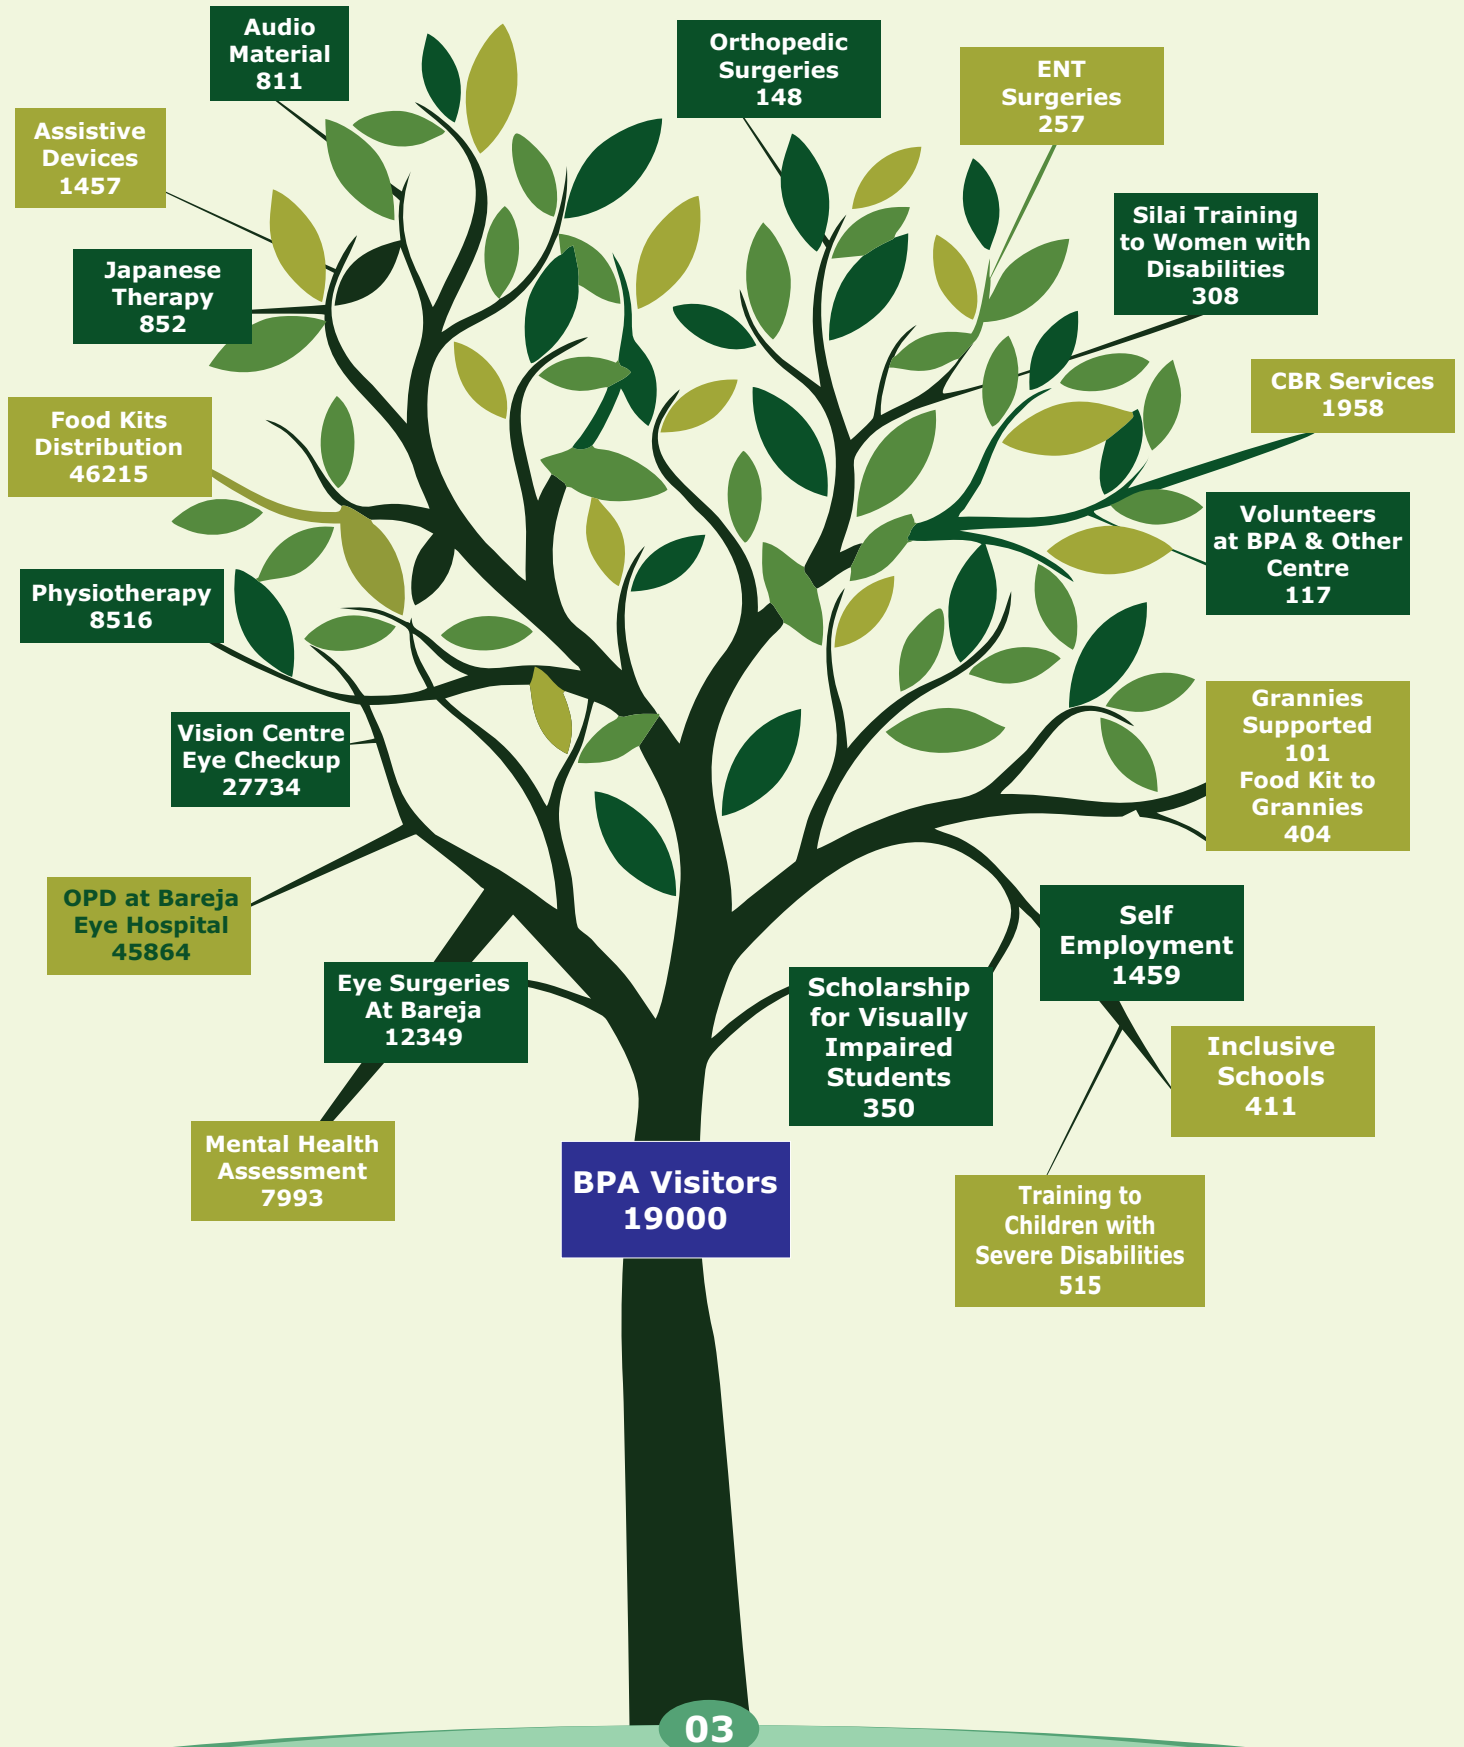 Audio
Material
811
Orthopedic
Surgeries
148
ENT
Surgeries
257
Assistive
Devices
1457
Silai Training
to Women with
Disabilities
308
Japanese
Therapy
852
CBR Services
1958
Food Kits
Distribution
46215
Volunteers
at BPA & Other
Centre
117
Physiotherapy
8516
Grannies
Supported
101
Food Kit to
Grannies
404
Vision Centre
Eye Checkup
27734
OPD at Bareja
Eye Hospital
45864
Self
Employment
1459
Eye Surgeries
At Bareja
12349
Scholarship
for Visually
Impaired
Students
350
Inclusive
Schools
411
Mental Health
Assessment
7993
BPA Visitors
19000
Training to
Children with
Severe Disabilities
515
03